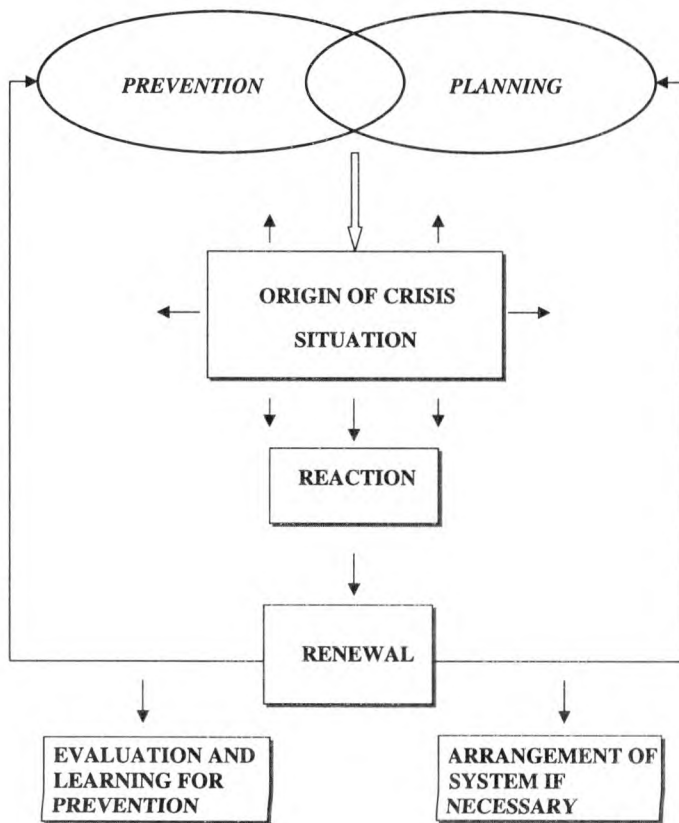 PREVENTION
PLANNING
ORIGIN OF CRISIS
SITUATION
REACTION
RENEWAL
EVALUATION AND
LEARNING FOR
PREVENTION
ARRANGEMENT OF
SYSTEM IF
NECESSARY